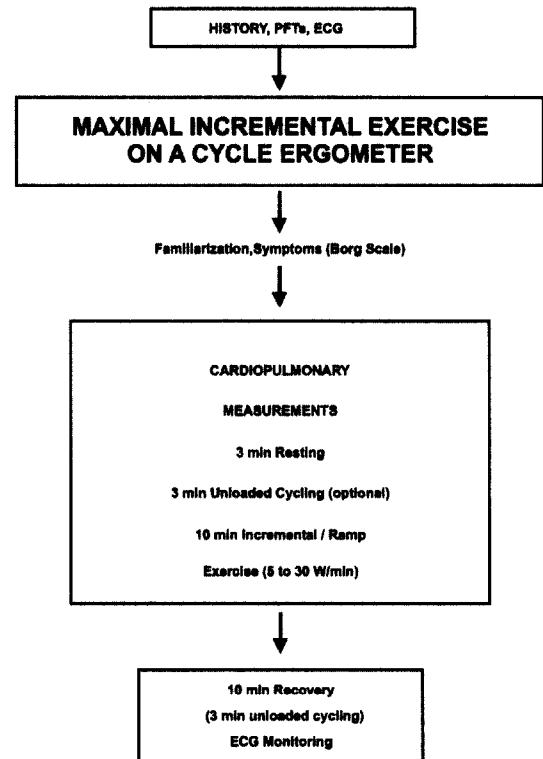 HISTORY, PFTs, ECG
MAXIMAL INCREMENTAL EXERCISE
ON A CYCLE ERGOMETER
Familiarization,Symptoms (Borg Scale)
CARDIOPULMONARY
MEASUREMENTS
3 min Resting
3 min Unloaded Cycling (optional)
10 min Incremental / Ramp
Exercise (5 to 30 W/min)
10 min Recovery
(3 min unloaded cycling)
ECG Monitoring